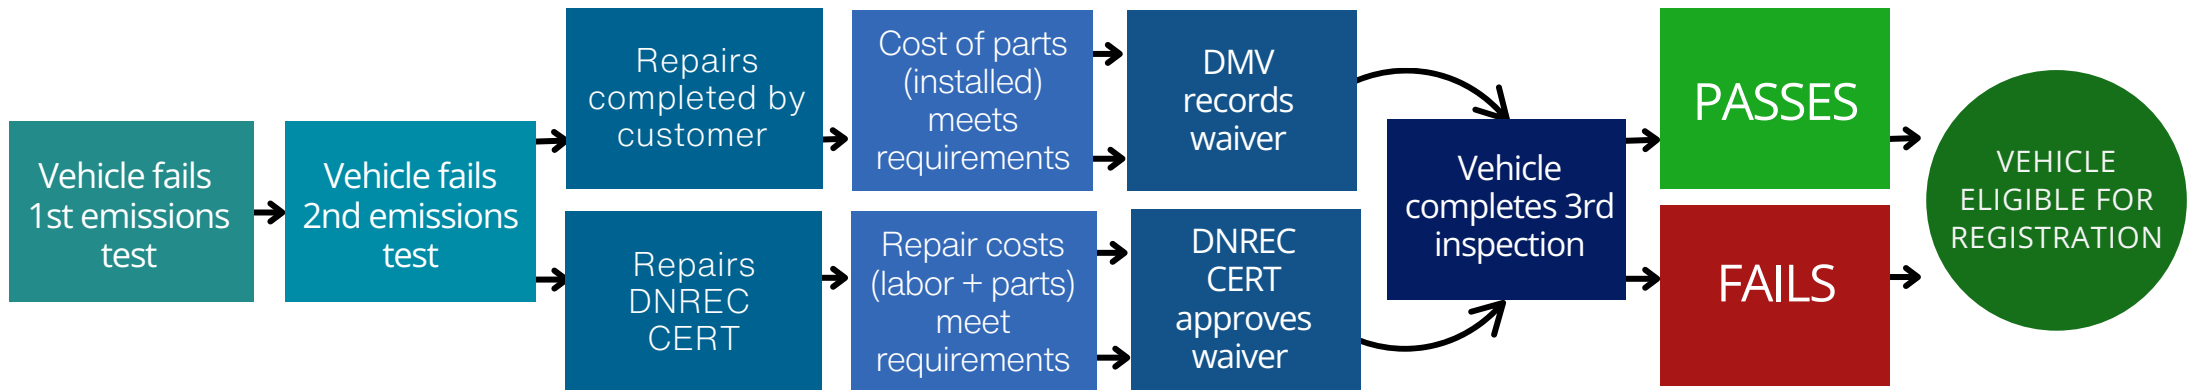 Vehicle fails
1st emissions
test
Vehicle fails
2nd emissions
test
Repairs
completed by
customer
Repairs
DNREC
CERT
Cost of parts
(installed)
meets
requirements
Repair costs
(labor + parts)
meet
requirements
DMV
records
waiver
DNREC
CERT
approves
waiver
Vehicle
completes 3rd
inspection
PASSES
FAILS
VEHICLE
ELIGIBLE FOR
REGISTRATION